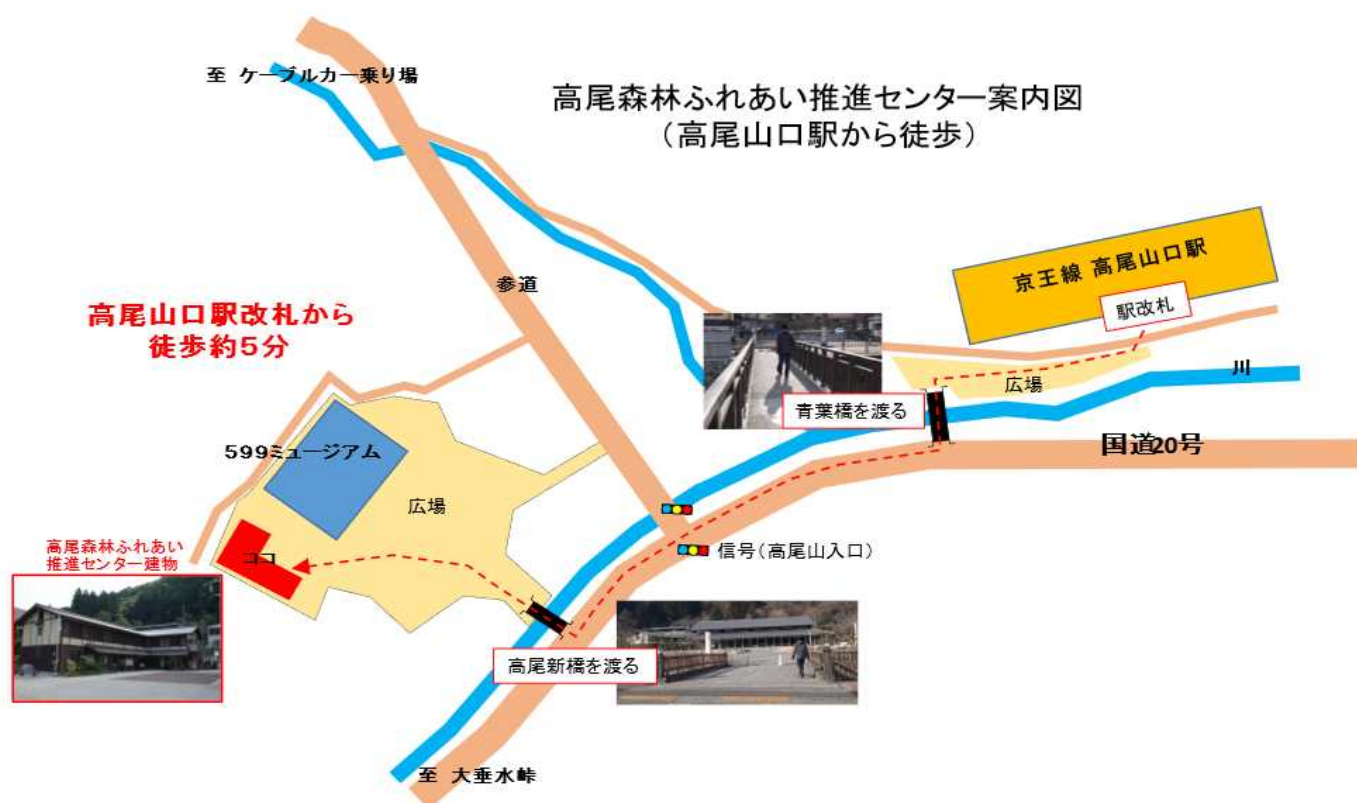 高尾森林ふれあい推進センター案内図
（高尾山口駅から徒歩）
至 ケーブルカー乗り場
京王線 高尾山口駅
駅改札
広場
川
参道
高尾山口駅改札から
徒歩約５分
青葉橋を渡る
国道20号
599ミュージアム
広場
信号（高尾山入口）
高尾森林ふれあい
推進センター建物
ココ
高尾新橋を渡る
至 大垂水峠